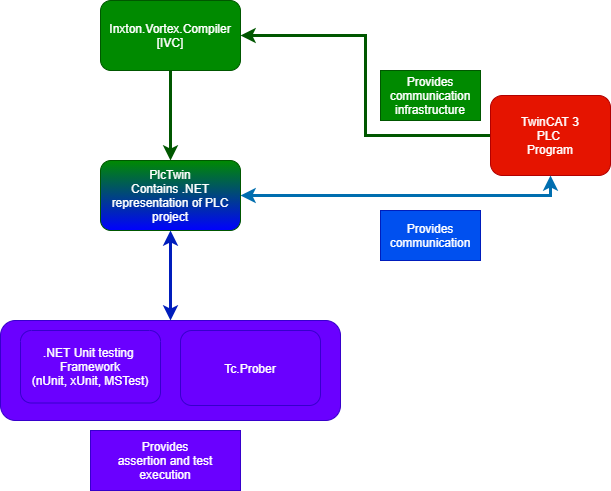 Inxton.Vortex.Compiler
[IVC]
Provides
communication
infrastructure
TwinCAT 3
PLC
Program
PlcTwin
Contains .NET
representation of PLC
project
Provides
communication
.NET Unit testing
Framework
(nUnit, xUnit, MSTest)
Tc.Prober
Provides
assertion and test
execution